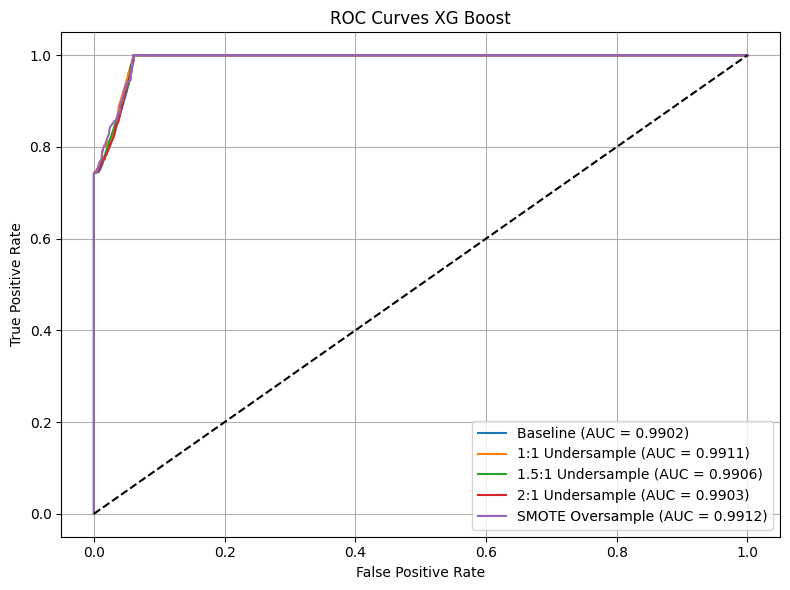 ROC Curves XG Boost
True Positive Rate
1.0
0.8
0.6
0.4
0.2
0.0
Baseline (AUC = 0.9902)
1:1 Undersample (AUC = 0.9911)
1.5:1 Undersample (AUC = 0.9906)
2:1 Undersample (AUC = 0.9903)
SMOTE Oversample (AUC = 0.9912)
0.0 0.2 0.4 0.6 0.8 1.0
False Positive Rate